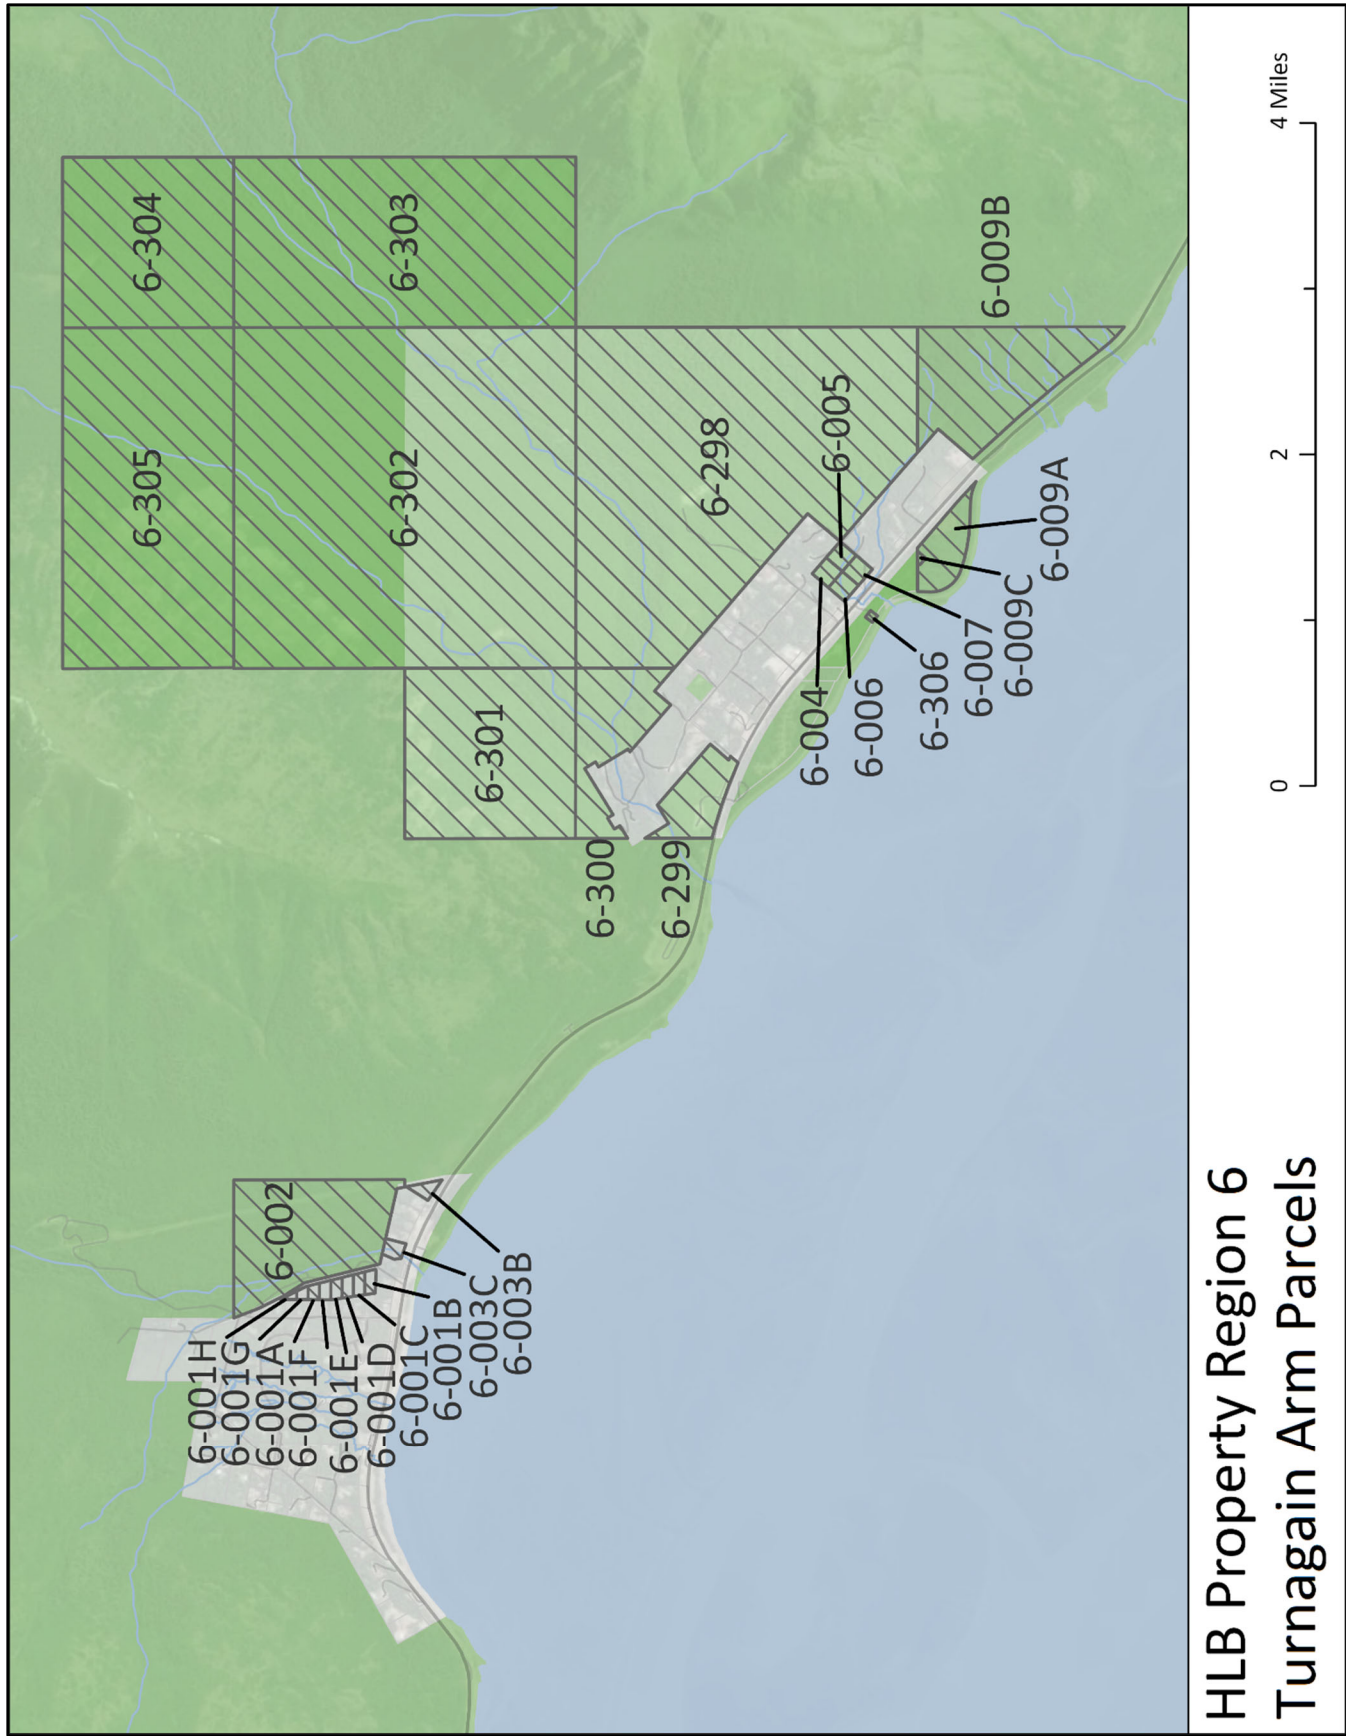 6-304
6-305
6-303
6-302
6-002
6-001H
6-001G
6-001A
6-001F
6-001E
6-001D
6-001C
6-001B
6-003C
6-003B
6-301
6-300
6-299
6-298
6-005
6-004
6-006
6-306
6-007
6-009C
6-009A
6-009B
HLB Property Region 6
Turnagain Arm Parcels
0 2 4 Miles